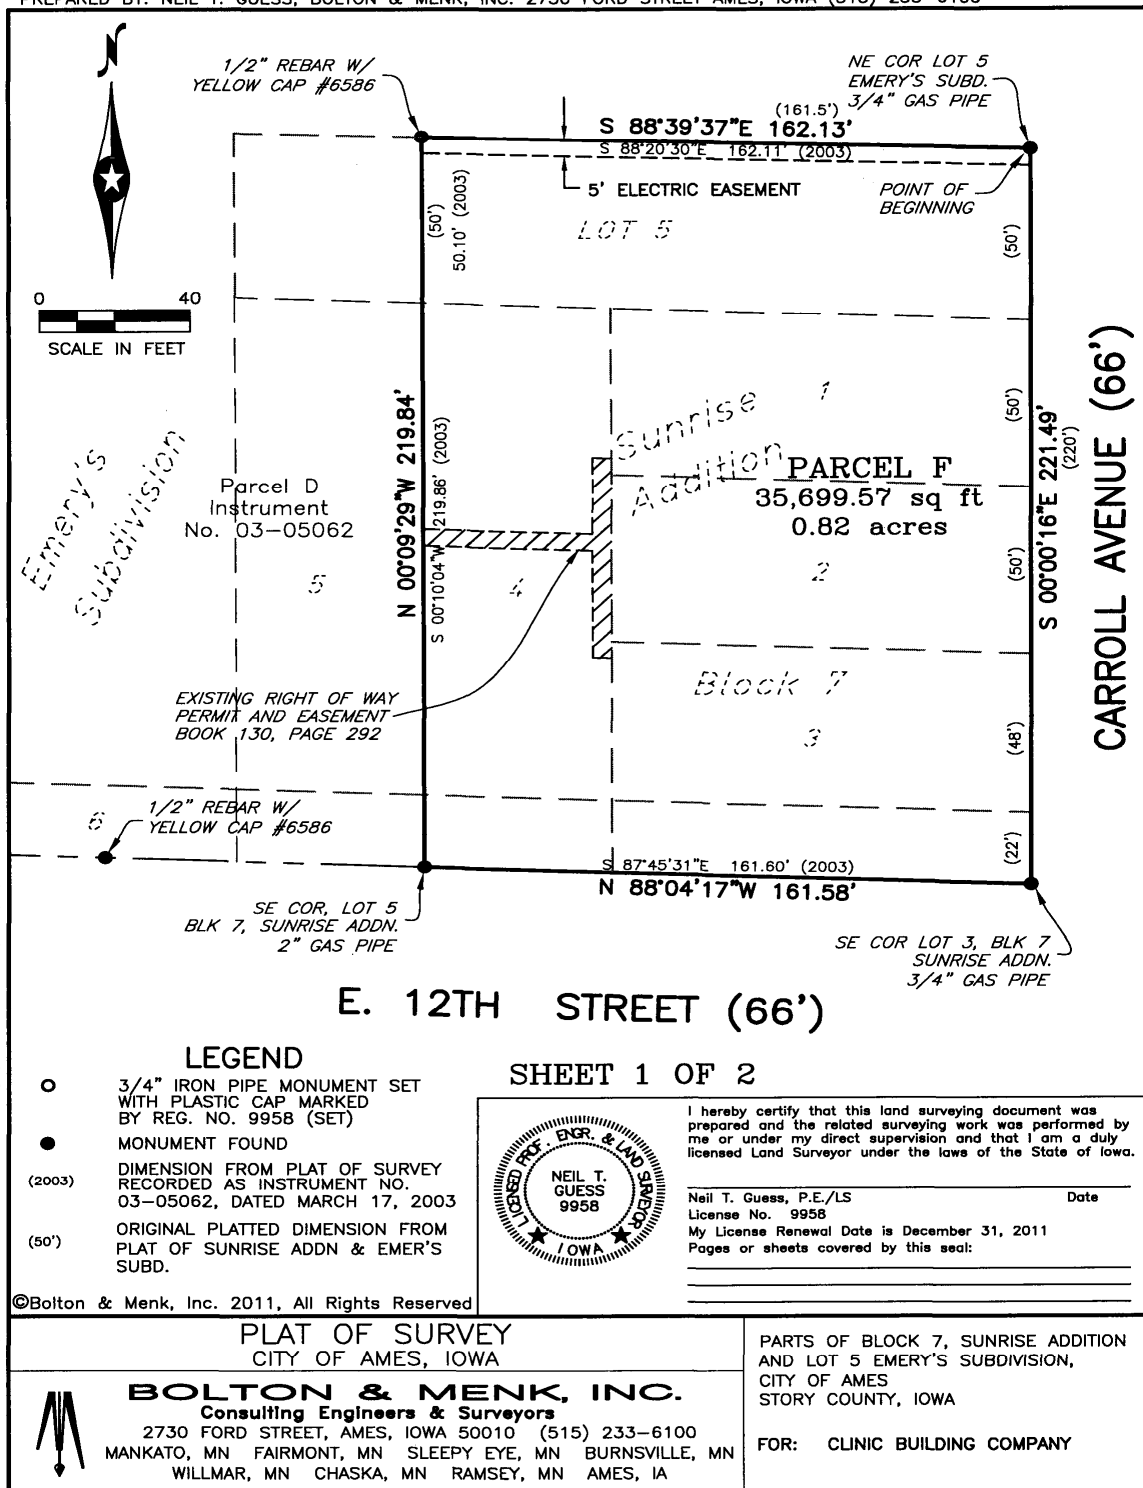 PREPARED BY: NEIL T. GUESS, BOLTON & MENK, INC. 2730 FORD STREET AMES, IOWA (515) 233-6100
N
1/2" REBAR W/
YELLOW CAP #6586
NE COR LOT 5
EMERY'S SUBD.
3/4" GAS PIPE
(161.5')
S 88°39'37"E 162.13'
S 88°20'30"E 162.11' (2003)
5' ELECTRIC EASEMENT
POINT OF
BEGINNING
LOT 5
(50')
50.10' (2003)
(50')
0 40
SCALE IN FEET
Emery's
Subdivision
Parcel D
Instrument
No. 03-05062
5
N 00°09'29"W 219.84'
S 00°10'04"W 219.86' (2003)
4
Sunrise
Addition
1
PARCEL F
35,699.57 sq ft
0.82 acres
2
(50')
(50')
S 00°00'16"E 221.49'
(220')
CARROLL AVENUE (66')
EXISTING RIGHT OF WAY
PERMIT AND EASEMENT
BOOK 130, PAGE 292
Block 7
3
(48')
6
1/2" REBAR W/
YELLOW CAP #6586
(22')
S 87°45'31"E 161.60' (2003)
N 88°04'17"W 161.58'
SE COR, LOT 5
BLK 7, SUNRISE ADDN.
2" GAS PIPE
SE COR LOT 3, BLK 7
SUNRISE ADDN.
3/4" GAS PIPE
E. 12TH STREET (66')
LEGEND
3/4" IRON PIPE MONUMENT SET
WITH PLASTIC CAP MARKED
BY REG. NO. 9958 (SET)
MONUMENT FOUND
(2003) DIMENSION FROM PLAT OF SURVEY
RECORDED AS INSTRUMENT NO.
03-05062, DATED MARCH 17, 2003
(50') ORIGINAL PLATTED DIMENSION FROM
PLAT OF SUNRISE ADDN & EMER'S
SUBD.
©Bolton & Menk, Inc. 2011, All Rights Reserved
SHEET 1 OF 2
LICENSED PROF. ENGR. & LAND SURVEYOR
NEIL T.
GUESS
9958
IOWA
I hereby certify that this land surveying document was
prepared and the related surveying work was performed by
me or under my direct supervision and that I am a duly
licensed Land Surveyor under the laws of the State of Iowa.
Neil T. Guess, P.E./LS Date
License No. 9958
My License Renewal Date is December 31, 2011
Pages or sheets covered by this seal:
PLAT OF SURVEY
CITY OF AMES, IOWA
BOLTON & MENK, INC.
Consulting Engineers & Surveyors
2730 FORD STREET, AMES, IOWA 50010 (515) 233-6100
MANKATO, MN FAIRMONT, MN SLEEPY EYE, MN BURNSVILLE, MN
WILLMAR, MN CHASKA, MN RAMSEY, MN AMES, IA
PARTS OF BLOCK 7, SUNRISE ADDITION
AND LOT 5 EMERY'S SUBDIVISION,
CITY OF AMES
STORY COUNTY, IOWA
FOR: CLINIC BUILDING COMPANY